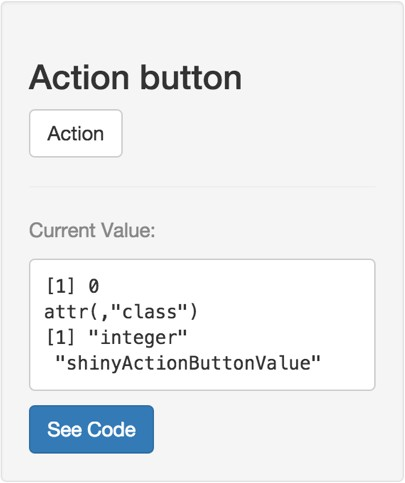 Action button
Action
Current Value:
[1] 0
attr(,"class")
[1] "integer"
"shinyActionButtonValue"
See Code